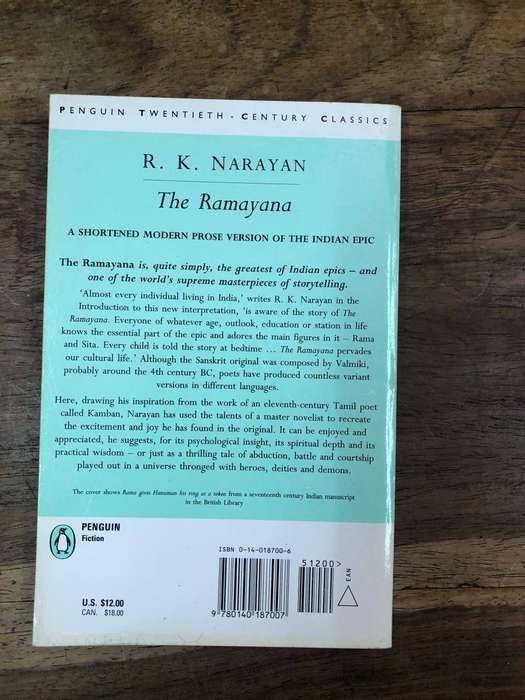 PENGUIN TWENTIETH-CENTURY CLASSICS
R. K. NARAYAN
The Ramayana
A SHORTENED MODERN PROSE VERSION OF THE INDIAN EPIC
The Ramayana is, quite simply, the greatest of Indian epics – and
one of the world's supreme masterpieces of storytelling.
'Almost every individual living in India,' writes R. K. Narayan in the
Introduction to this new interpretation, 'is aware of the story of The
Ramayana. Everyone of whatever age, outlook, education or station in life
knows the essential part of the epic and adores the main figures in it – Rama
and Sita. Every child is told the story at bedtime ... The Ramayana pervades
our cultural life.' Although the Sanskrit original was composed by Valmiki,
probably around the 4th century BC, poets have produced countless variant
versions in different languages.
Here, drawing his inspiration from the work of an eleventh-century Tamil poet
called Kamban, Narayan has used the talents of a master novelist to recreate
the excitement and joy he has found in the original. It can be enjoyed and
appreciated, he suggests, for its psychological insight, its spiritual depth and its
practical wisdom – or just as a thrilling tale of abduction, battle and courtship
played out in a universe thronged with heroes, deities and demons.
The cover shows Rama gives Hanuman his ring as a token from a seventeenth century Indian manuscript
in the British Library
PENGUIN
Fiction
U.S. $12.00
CAN. $18.00
ISBN 0-14-018700-6
51200>
EAN
9 780140 187007